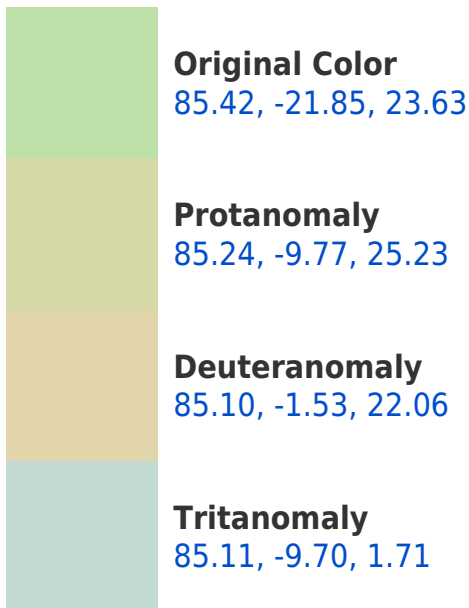 Original Color
85.42, -21.85, 23.63
Protanomaly
85.24, -9.77, 25.23
Deuteranomaly
85.10, -1.53, 22.06
Tritanomaly
85.11, -9.70, 1.71